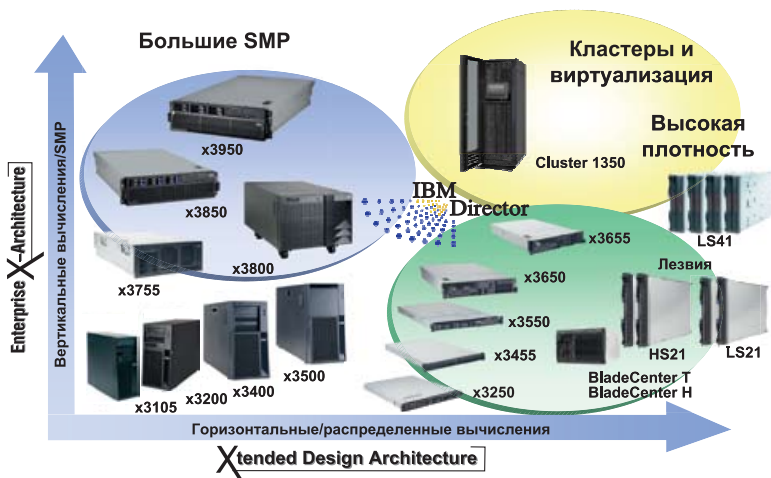 Большие SMP
Кластеры и
виртуализация
Cluster 1350
Высокая
плотность
x3950
x3850
x3800
x3755
IBM
Director
x3655
LS41
x3650
Лезвия
x3550
x3455
HS21
LS21
x3250
BladeCenter T
BladeCenter H
x3105
x3200
x3400
x3500
Enterprise X-Architecture
Вертикальные вычисления/SMP
Горизонтальные/распределенные вычисления
Xtended Design Architecture